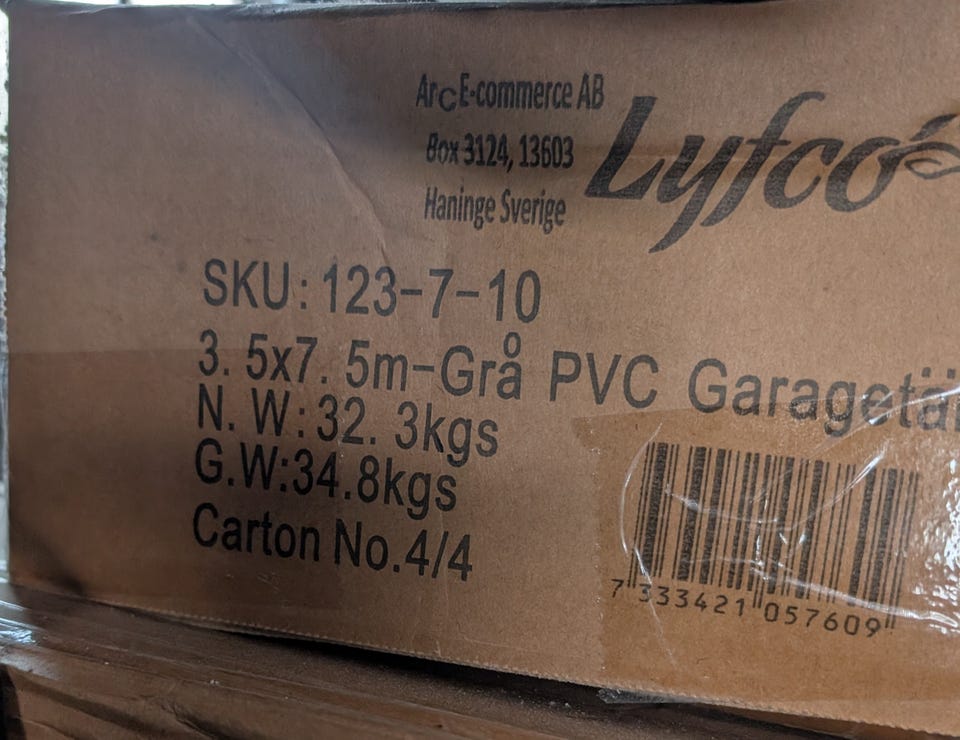 Arc E-commerce AB
Box 3124, 13603
Haninge Sverige
Lyfco
SKU: 123-7-10
3. 5x7. 5m-Grå PVC
N. W: 32. 3kgs
G.W:34.8kgs
Carton No.4/4
7 333421 057609